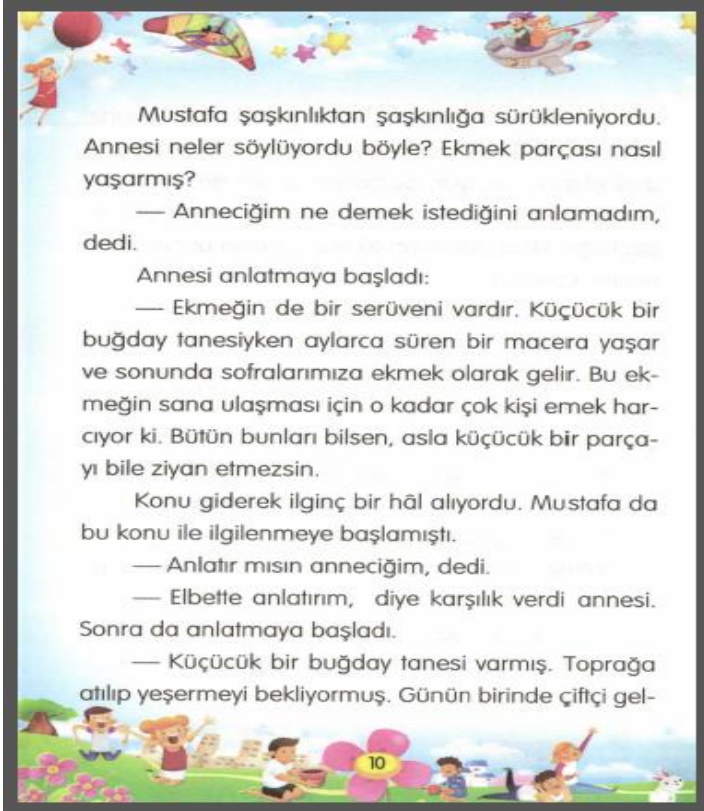 Mustafa şaşkınlıktan şaşkınlığa sürükleniyordu.
Annesi neler söylüyordu böyle? Ekmek parçası nasıl
yaşarmış?
— Anneciğim ne demek istediğini anlamadım,
dedi.
Annesi anlatmaya başladı:
— Ekmeğin de bir serüveni vardır. Küçücük bir
buğday tanesiyken aylarca süren bir macera yaşar
ve sonunda sofralarımıza ekmek olarak gelir. Bu ek-
meğin sana ulaşması için o kadar çok kişi emek har-
cıyor ki. Bütün bunları bilsen, asla küçücük bir parça-
yı bile ziyan etmezsin.
Konu giderek ilginç bir hâl alıyordu. Mustafa da
bu konu ile ilgilenmeye başlamıştı.
— Anlatır mısın anneciğim, dedi.
— Elbette anlatırım, diye karşılık verdi annesi.
Sonra da anlatmaya başladı.
— Küçücük bir buğday tanesi varmış. Toprağa
atılıp yeşermeyi bekliyormuş. Günün birinde çiftçi gel-
10